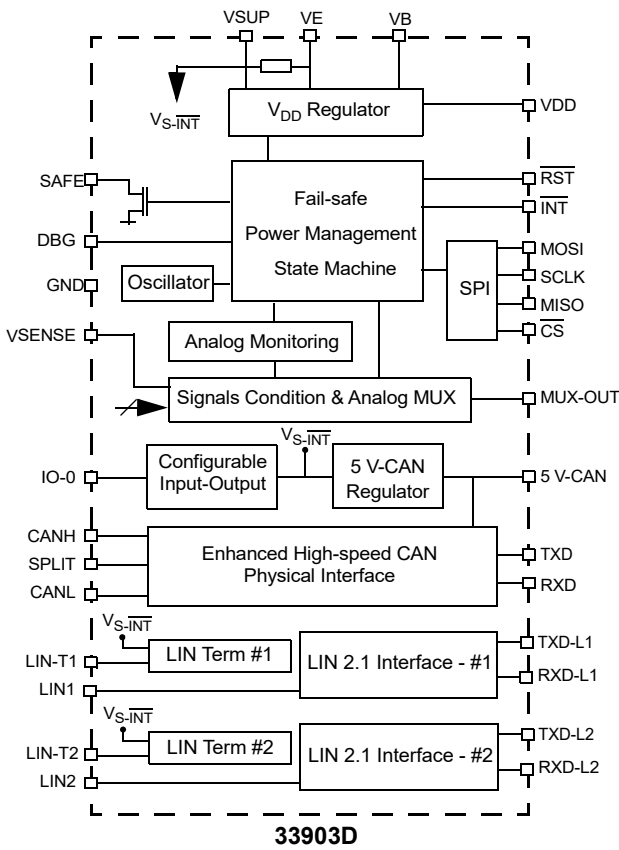 VSUP VE VB
VS-INT
VDD Regulator
VDD
SAFE
Fail-safe
Power Management
State Machine
RST
INT
DBG
GND
Oscillator
SPI
MOSI
SCLK
MISO
CS
VSENSE
Analog Monitoring
Signals Condition & Analog MUX
MUX-OUT
VS-INT
IO-0
Configurable
Input-Output
5 V-CAN
Regulator
5 V-CAN
CANH
SPLIT
CANL
Enhanced High-speed CAN
Physical Interface
TXD
RXD
VS-INT
LIN-T1
LIN1
LIN Term #1
LIN 2.1 Interface - #1
TXD-L1
RXD-L1
VS-INT
LIN-T2
LIN2
LIN Term #2
LIN 2.1 Interface - #2
TXD-L2
RXD-L2
33903D